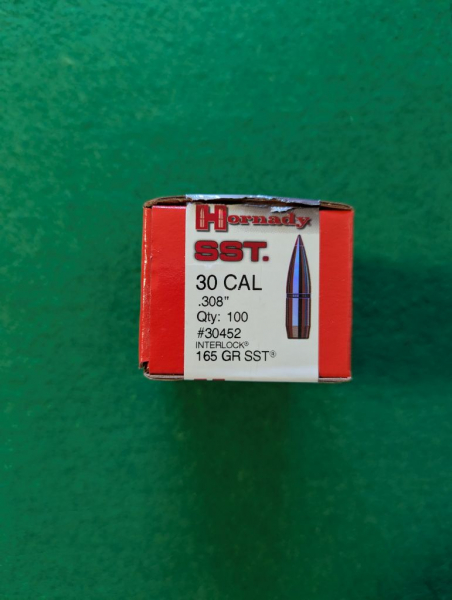 Hornady
SST.
30 CAL
.308"
Qty: 100
#30452
INTERLOCK®
165 GR SST®